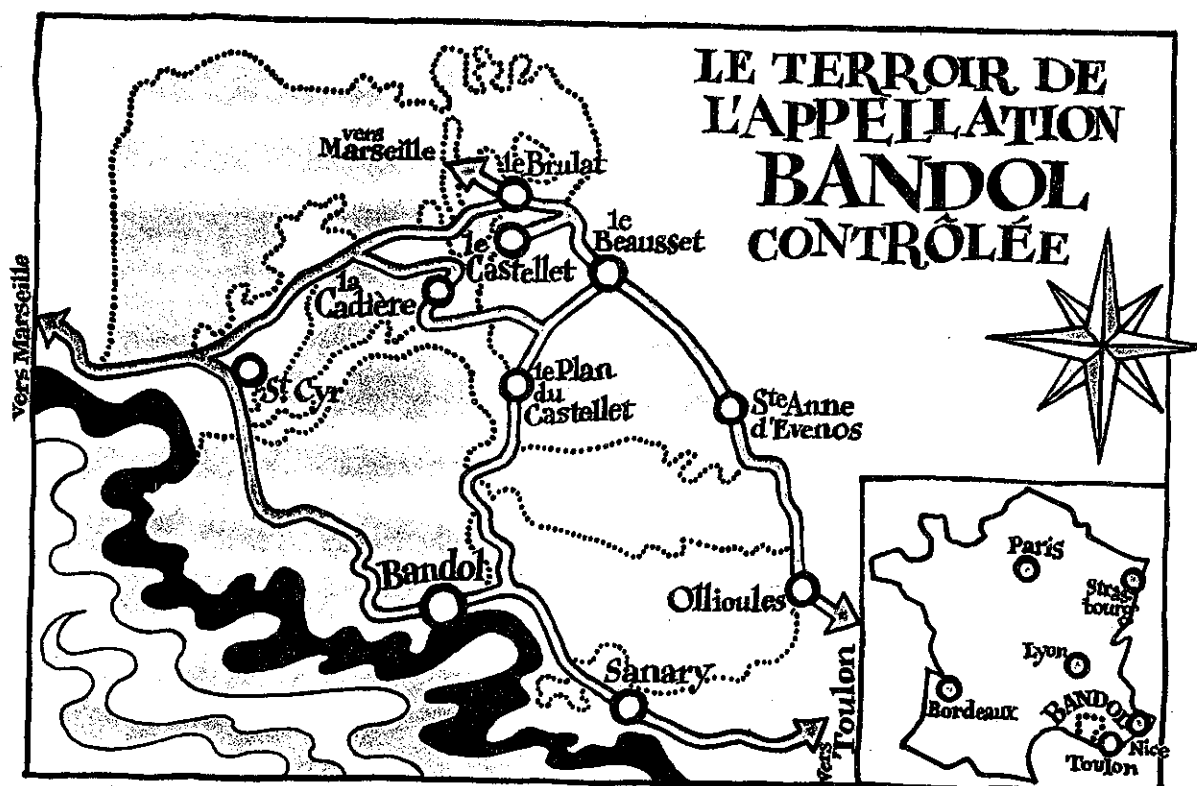 LE TERROIR DE
L'APPELLATION
BANDOL
CONTRÔLÉE
vers
Marseille
le Brulat
le
Beausset
le
Castellet
la
Cadière
vers Marseille
St Cyr
le Plan
du
Castellet
Ste Anne
d'Evenos
Bandol
Ollioules
Sanary
vers
Toulon
Paris
Stras
bourg
Lyon
Bordeaux
BANDOL
Nice
Toulon